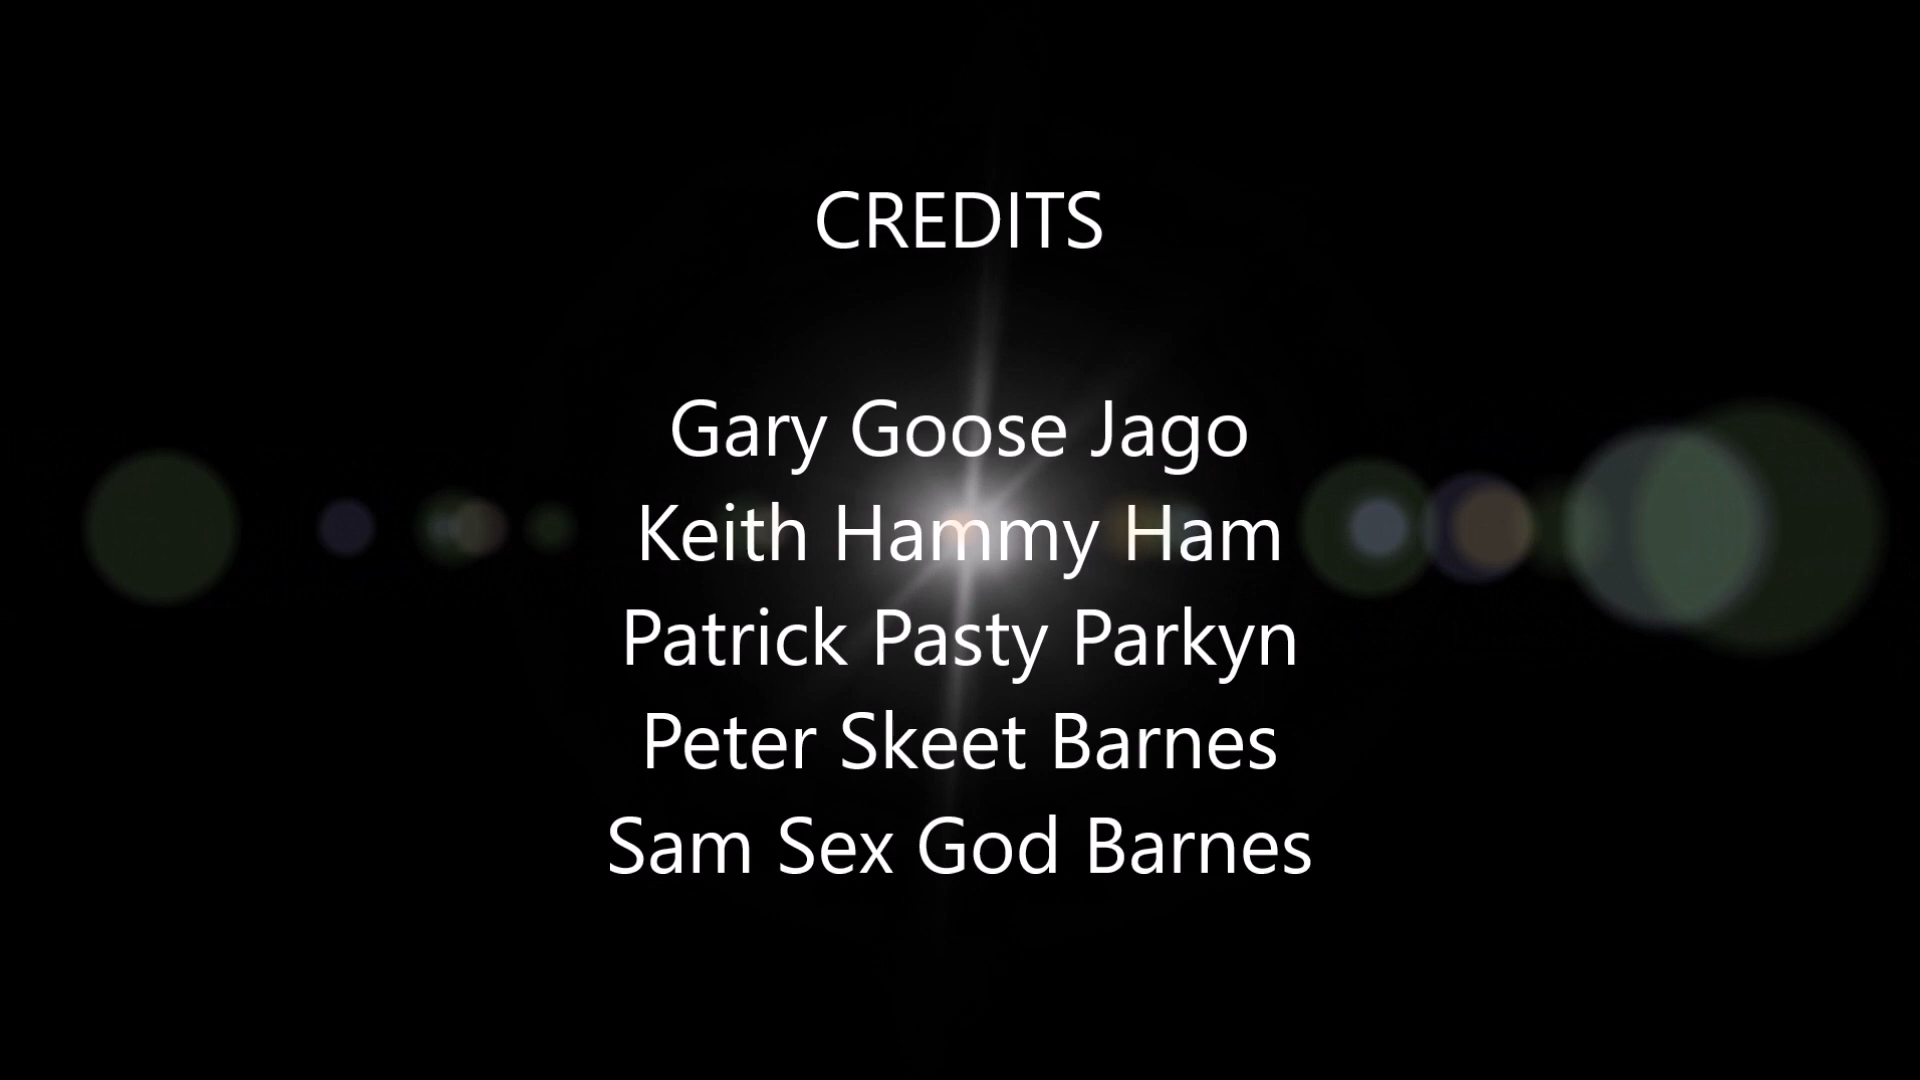 CREDITS
Gary Goose Jago
Keith Hammy Ham
Patrick Pasty Parkyn
Peter Skeet Barnes
Sam Sex God Barnes